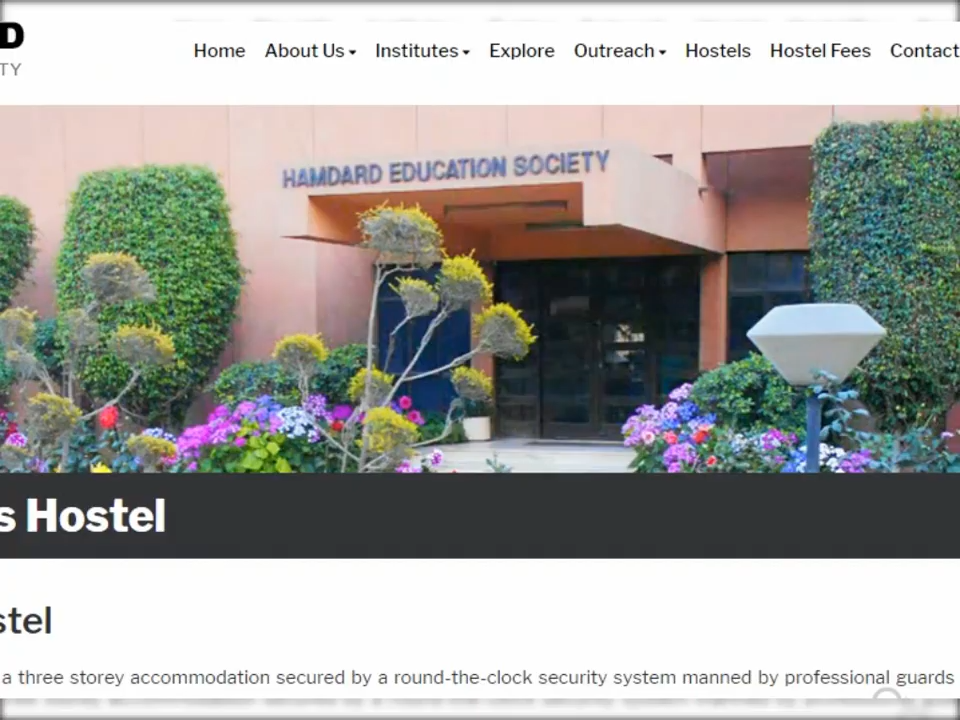 D
TY
Home About Us Institutes Explore Outreach Hostels Hostel Fees Contact
HAMDARD EDUCATION SOCIETY
s Hostel
stel
a three storey accommodation secured by a round-the-clock security system manned by professional guards